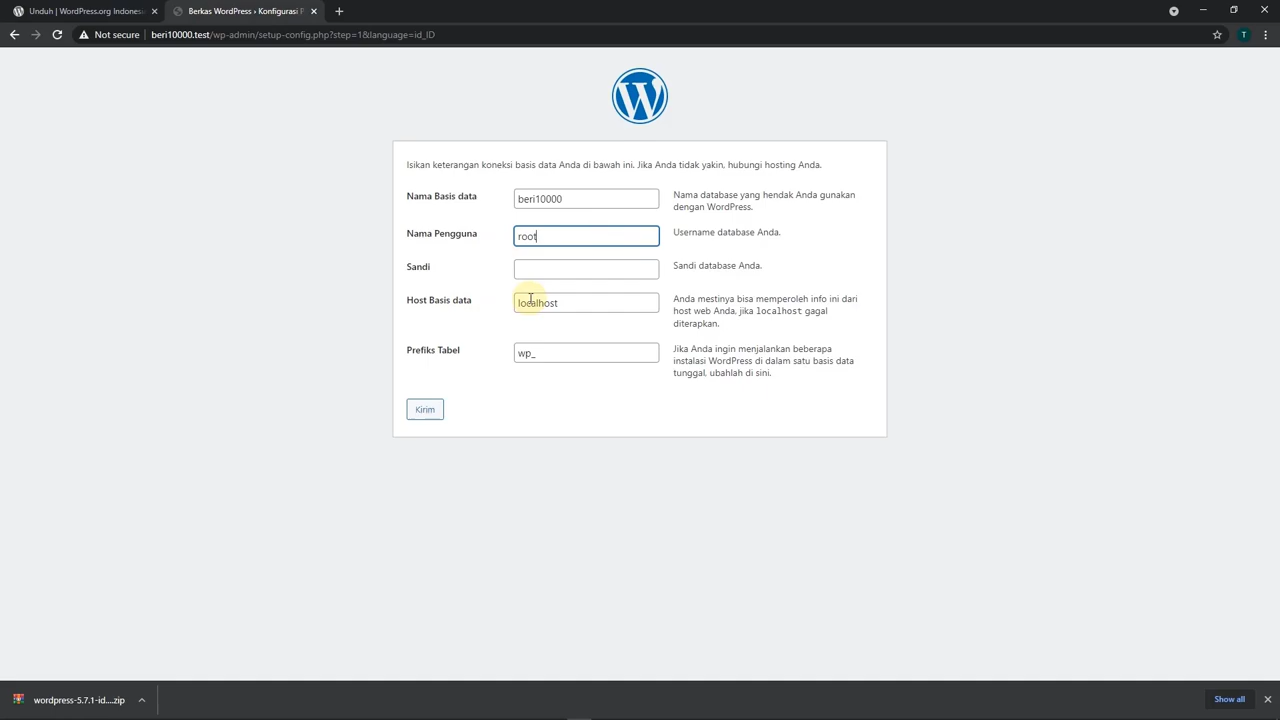 Unduh | WordPress.org Indonesi
Berkas WordPress › Konfigurasi F
Not secure
beri10000.test/wp-admin/setup-config.php?step=1&language=id_ID
T
Isikan keterangan koneksi basis data Anda di bawah ini. Jika Anda tidak yakin, hubungi hosting Anda.
Nama Basis data
beri10000
Nama database yang hendak Anda gunakan
dengan WordPress.
Nama Pengguna
root
Username database Anda.
Sandi
Sandi database Anda.
Host Basis data
localhost
Anda mestinya bisa memperoleh info ini dari
host web Anda, jika localhost gagal
diterapkan.
Prefiks Tabel
wp_
Jika Anda ingin menjalankan beberapa
instalasi WordPress di dalam satu basis data
tunggal, ubahlah di sini.
Kirim
wordpress-5.7.1-id....zip
Show all